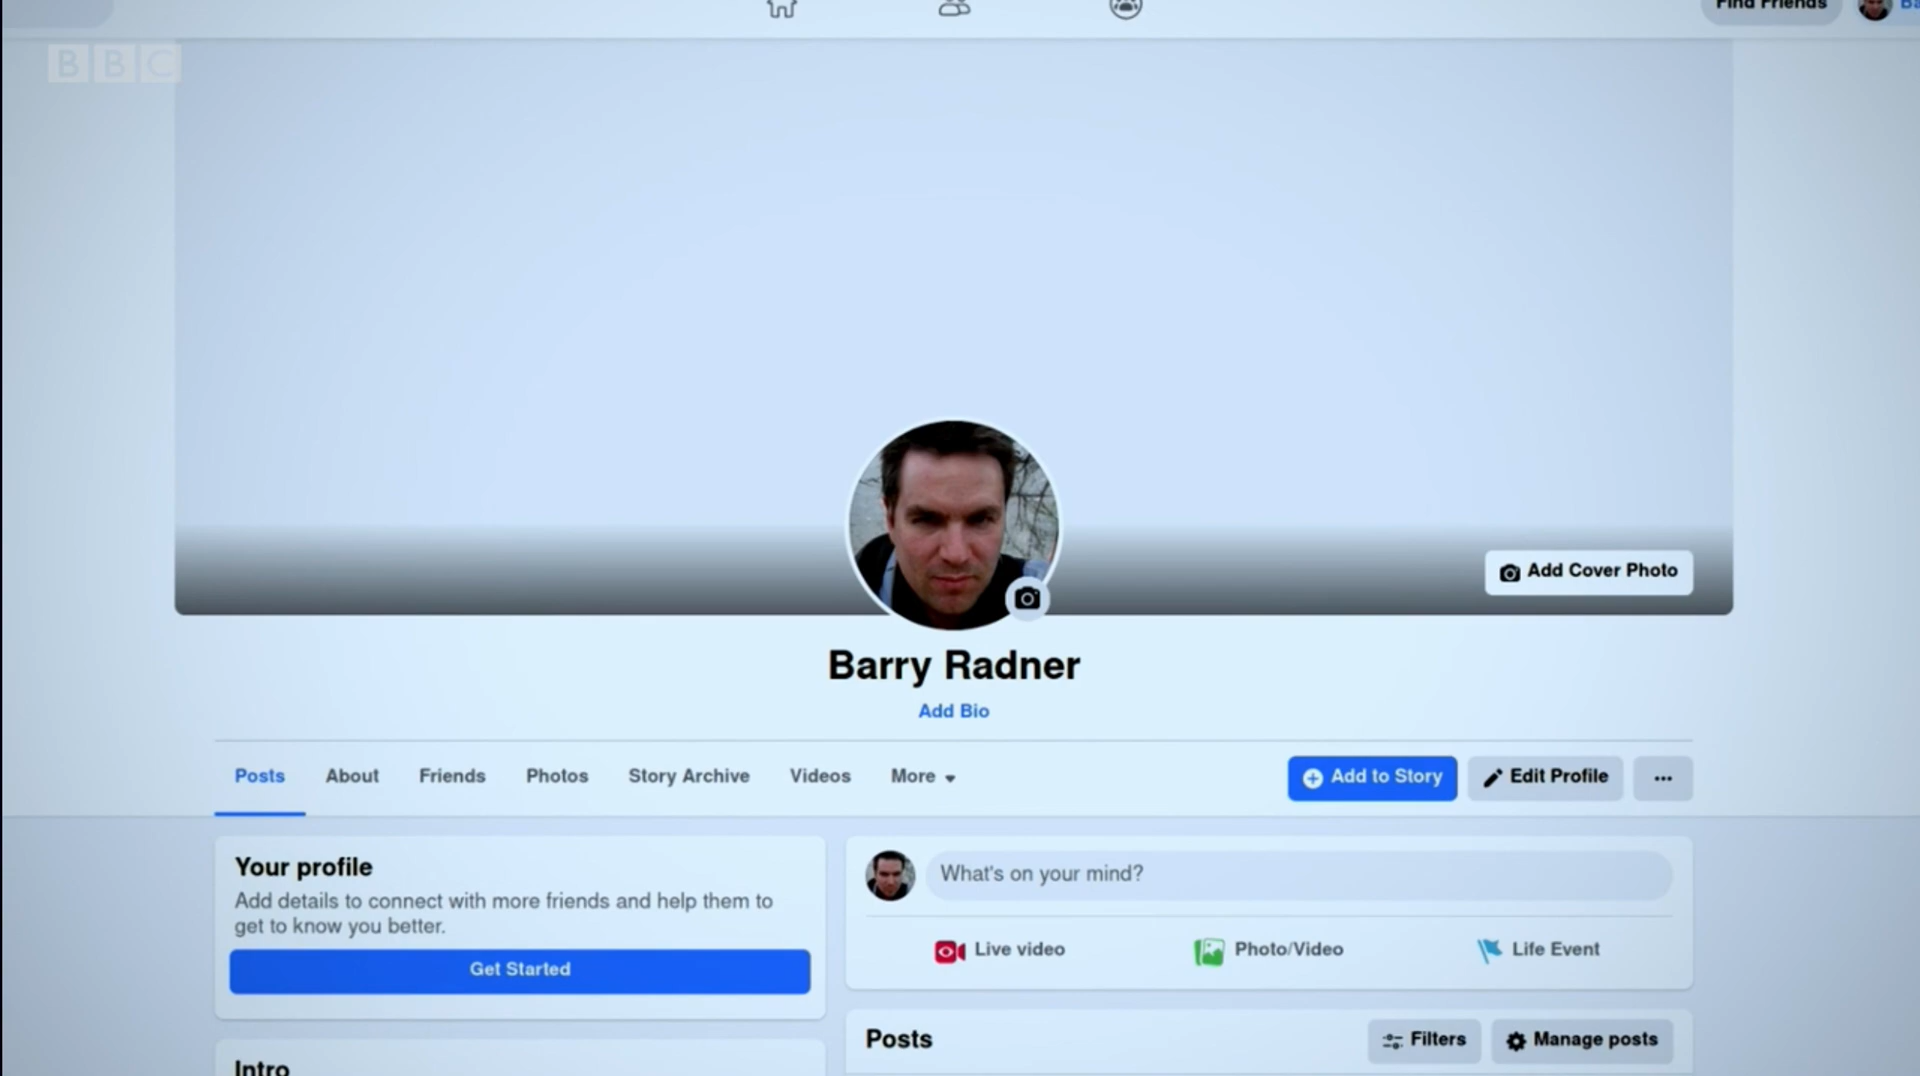 Find Friends
BBC
Add Cover Photo
Barry Radner
Add Bio
Posts About Friends Photos Story Archive Videos More
Add to Story Edit Profile ...
Your profile
Add details to connect with more friends and help them to
get to know you better.
Get Started
What's on your mind?
Live video Photo/Video Life Event
Posts
Filters Manage posts
Intro